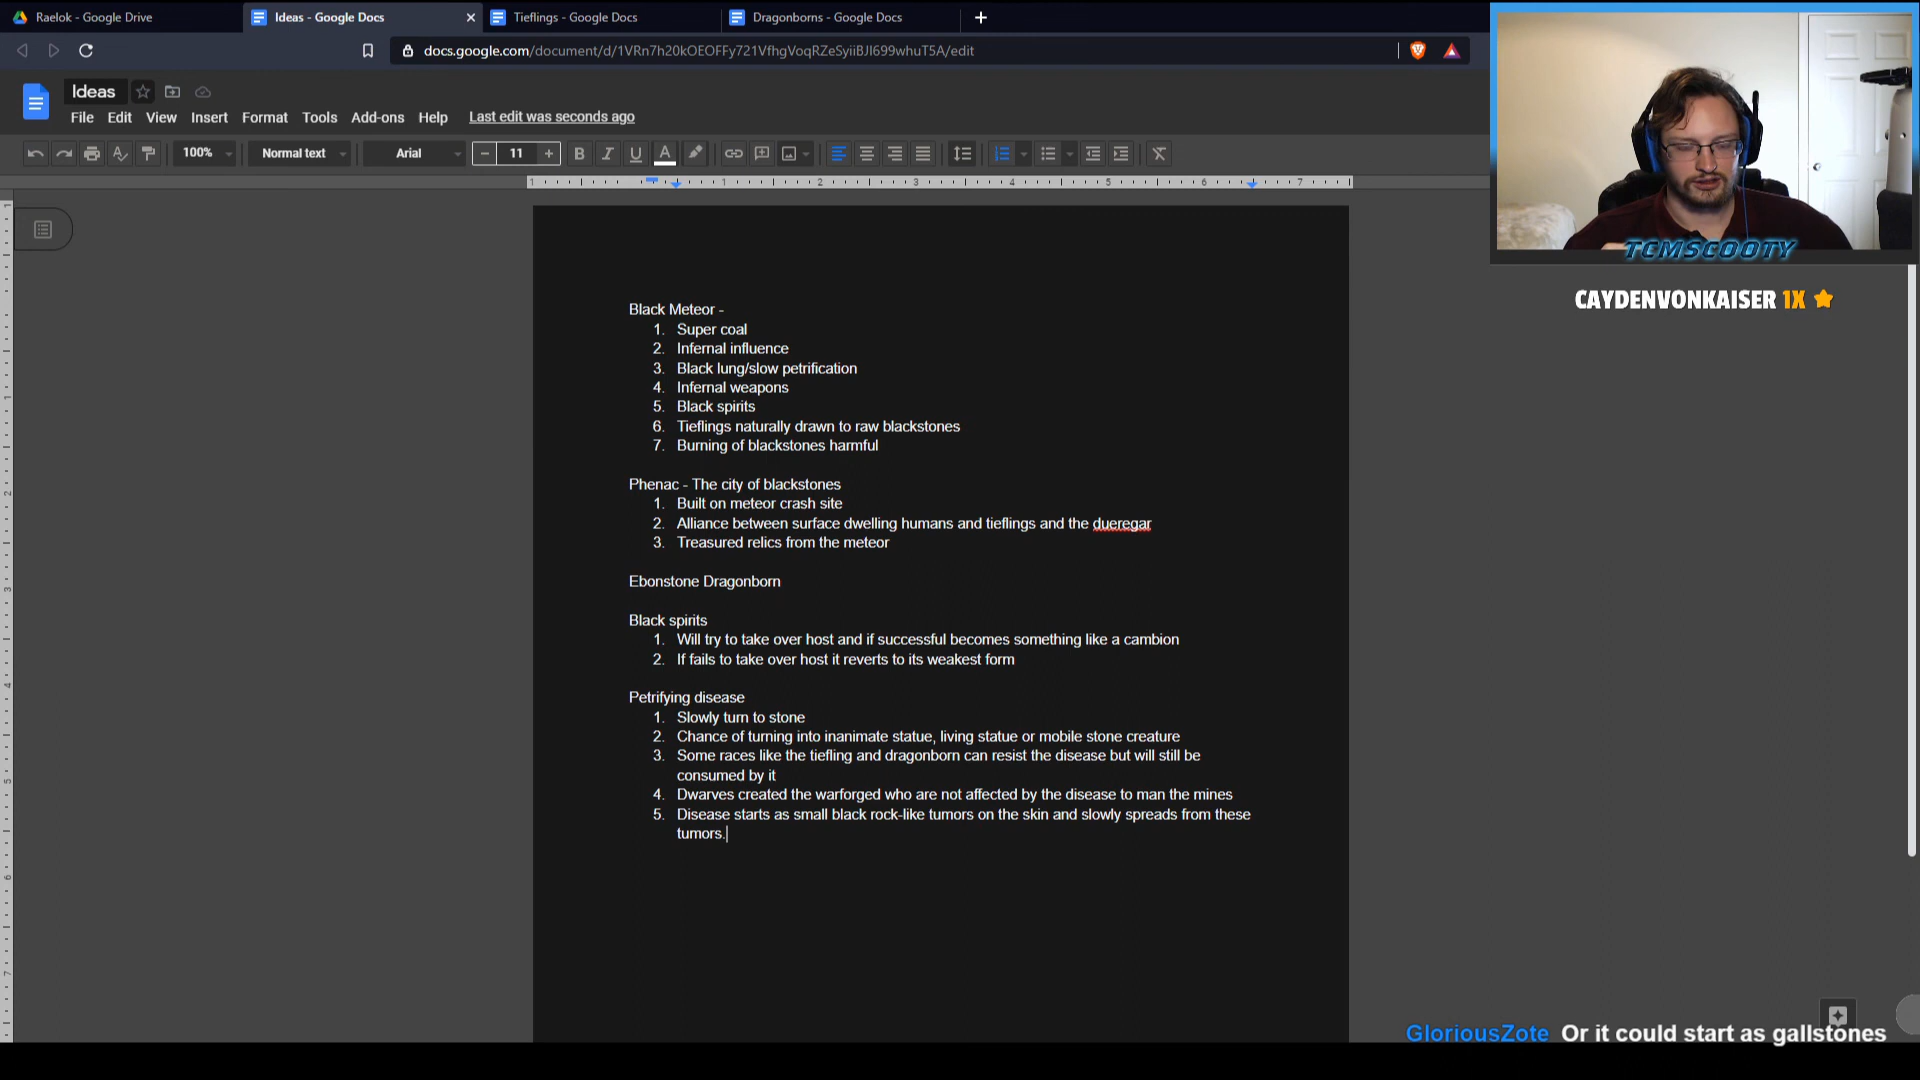 Raelok - Google Drive
Ideas - Google Docs
Tieflings - Google Docs
Dragonborns - Google Docs
docs.google.com/document/d/1VRn7h20kOEOFFy721VfhgVoqRZeSyiiBJl699whuT5A/edit
Ideas
File Edit View Insert Format Tools Add-ons Help Last edit was seconds ago
100% Normal text Arial 11
1 1 2 3 4 5 6 7
Black Meteor -
1. Super coal
2. Infernal influence
3. Black lung/slow petrification
4. Infernal weapons
5. Black spirits
6. Tieflings naturally drawn to raw blackstones
7. Burning of blackstones harmful
Phenac - The city of blackstones
1. Built on meteor crash site
2. Alliance between surface dwelling humans and tieflings and the dueregar
3. Treasured relics from the meteor
Ebonstone Dragonborn
Black spirits
1. Will try to take over host and if successful becomes something like a cambion
2. If fails to take over host it reverts to its weakest form
Petrifying disease
1. Slowly turn to stone
2. Chance of turning into inanimate statue, living statue or mobile stone creature
3. Some races like the tiefling and dragonborn can resist the disease but will still be
consumed by it
4. Dwarves created the warforged who are not affected by the disease to man the mines
5. Disease starts as small black rock-like tumors on the skin and slowly spreads from these
tumors.
TCMSCOOTY
CAYDENVONKAISER 1X
GloriousZote Or it could start as gallstones